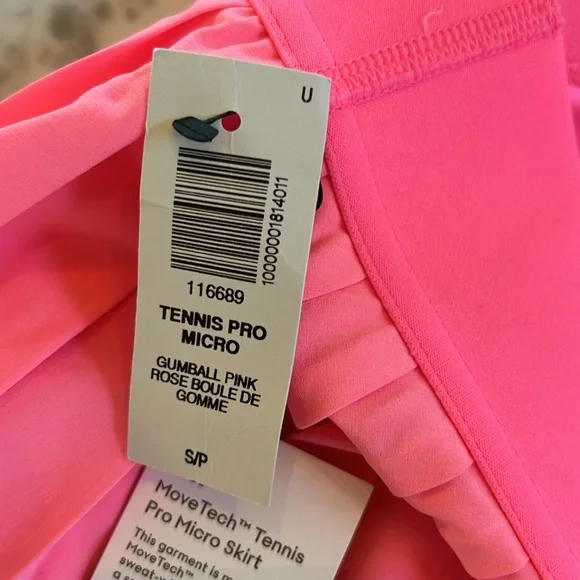 U
10000001814011
116689
TENNIS PRO
MICRO
GUMBALL PINK
ROSE BOULE DE
GOMME
S/P
MoveTech™ Tennis
Pro Micro Skirt
This garment is m
MoveTech™
sweat-wi